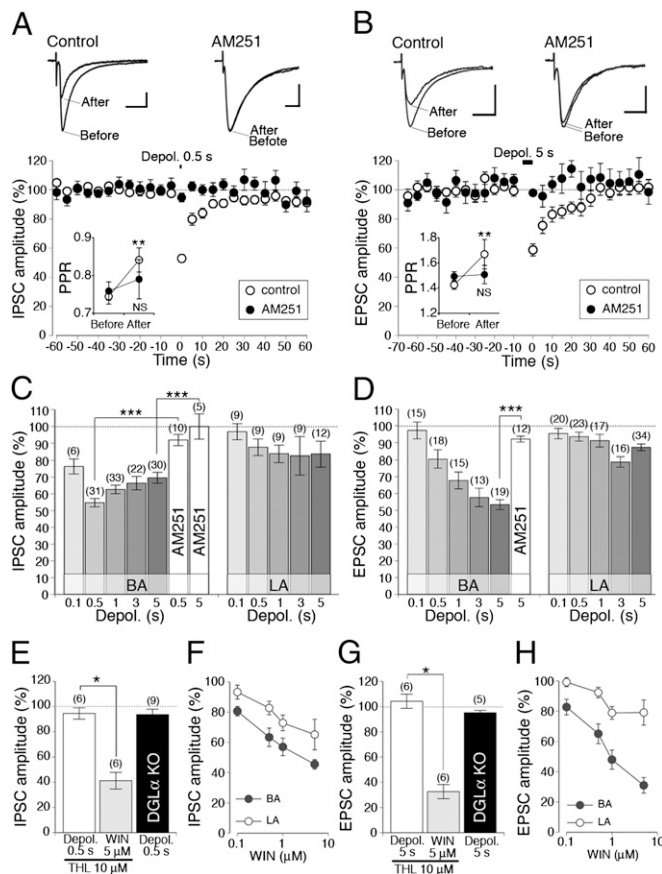 A
Control
AM251
After
Before
After
Befote
Depol. 0.5 s
IPSC amplitude (%)
120
100
80
60
40
20
0
PPR
0.9
0.8
0.7
**
NS
Before After
control
AM251
-60 -50 -40 -30 -20 -10 0 10 20 30 40 50 60
Time (s)
B
Control
AM251
After
Before
After
Before
Depol. 5 s
EPSC amplitude (%)
120
100
80
60
40
20
0
PPR
1.8
1.6
1.4
1.2
**
NS
Before After
control
AM251
-70 -60 -50 -40 -30 -20 -10 0 10 20 30 40 50 60
Time (s)
C
IPSC amplitude (%)
110
100
90
80
70
60
50
40
30
20
10
0
(6) (31) (33) (22) (30) (10) (5) (9) (9) (9) (9) (12)
*** ***
AM251 AM251
BA LA
0.1 0.5 1 3 5 0.5 5 0.1 0.5 1 3 5
Depol. (s) Depol. (s)
D
EPSC amplitude (%)
110
100
90
80
70
60
50
40
30
20
10
0
(15) (18) (15) (13) (19) (12) (20) (23) (17) (16) (34)
***
AM251
BA LA
0.1 0.5 1 3 5 5 0.1 0.5 1 3 5
Depol. (s) Depol. (s)
E
IPSC amplitude (%)
120
100
80
60
40
20
0
(6) (6) (9)
*
DGLα KO
Depol. WIN Depol.
0.5 s 5 μM 0.5 s
THL 10 μM
F
IPSC amplitude (%)
100
80
60
40
20
0
BA
LA
0.1 1 10
WIN (μM)
G
EPSC amplitude (%)
120
100
80
60
40
20
0
(6) (6) (5)
*
DGLα KO
Depol. WIN Depol.
5 s 5 μM 5 s
THL 10 μM
H
EPSC amplitude (%)
100
80
60
40
20
0
BA
LA
0.1 1 10
WIN (μM)